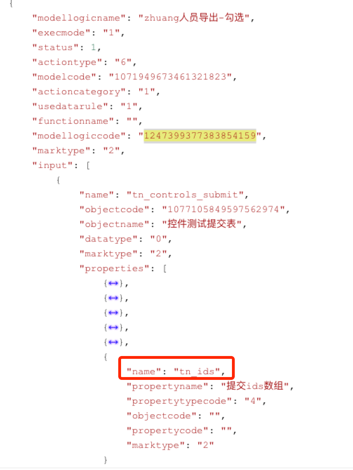 {
"modellogicname": "zhuang人员导出-勾选",
"execmode": "1",
"status": 1,
"actiontype": "6",
"modelcode": "1071949673461321823",
"actioncategory": "1",
"usedatarule": "1",
"functionname": "",
"modellogiccode": "1247399377383854159",
"marktype": "2",
"input": [
{
"name": "tn_controls_submit",
"objectcode": "1077105849597562974",
"objectname": "控件测试提交表",
"datatype": "0",
"marktype": "2",
"properties": [
{↔},
{↔},
{↔},
{↔},
{↔},
{
"name": "tn_ids",
"propertyname": "提交ids数组",
"propertytypecode": "4",
"objectcode": "",
"propertycode": "",
"marktype": "2"
}